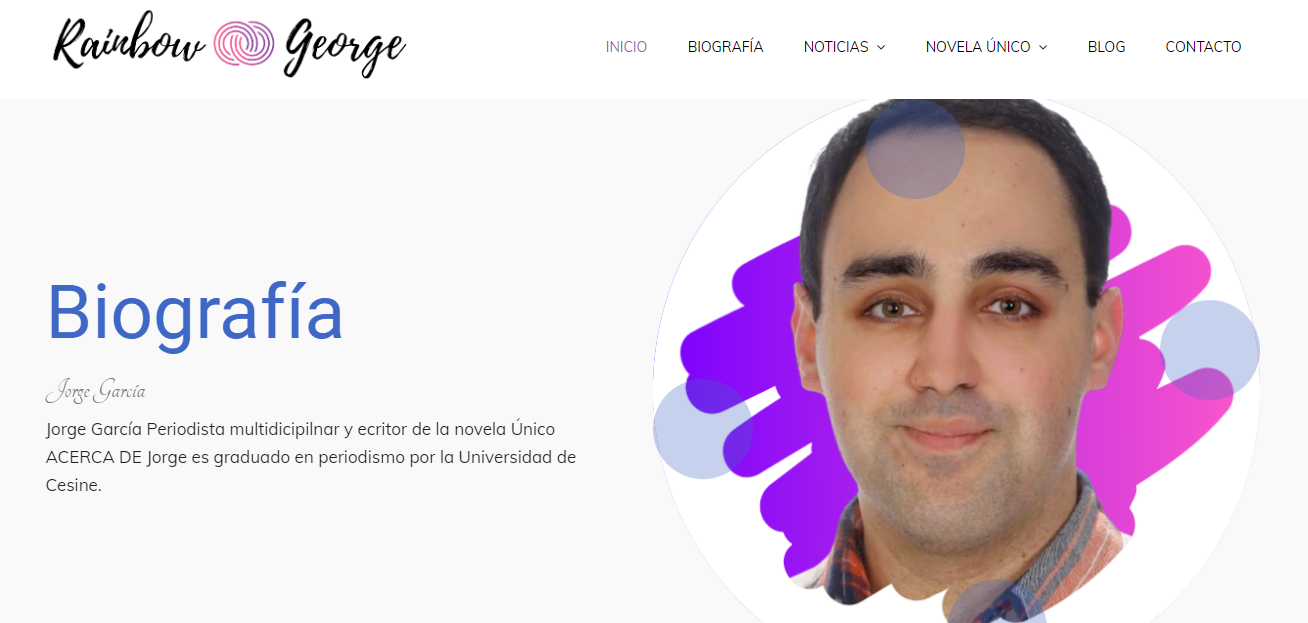 Rainbow George
INICIO
BIOGRAFÍA
NOTICIAS
NOVELA ÚNICO
BLOG
CONTACTO
Biografía
Jorge García
Jorge García Periodista multidicipilnar y ecritor de la novela Único
ACERCA DE Jorge es graduado en periodismo por la Universidad de
Cesine.